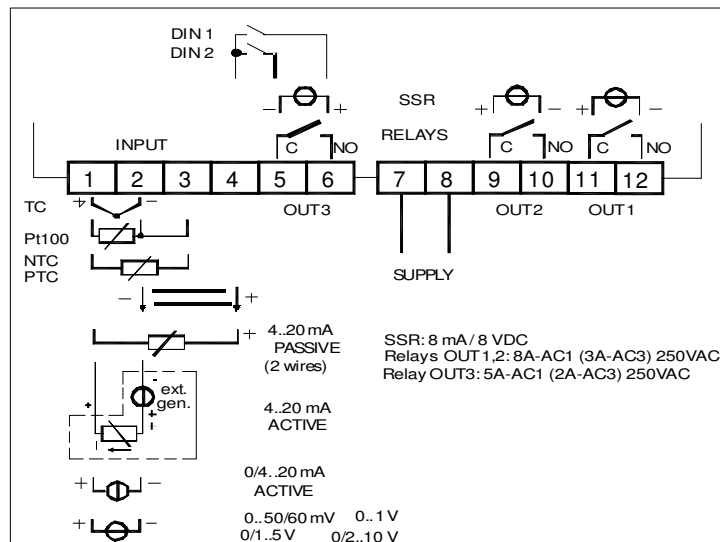 DIN 1
DIN 2
− + SSR + − + −
INPUT RELAYS
C NO C NO C NO
1 2 3 4 5 6 7 8 9 10 11 12
TC + − OUT3 OUT2 OUT1
Pt100
NTC
PTC
SUPPLY
− +
+ 4..20 mA
PASSIVE
(2 wires)
SSR: 8 mA / 8 VDC
Relays OUT1,2: 8A-AC1 (3A-AC3) 250VAC
Relay OUT3: 5A-AC1 (2A-AC3) 250VAC
-
ext.
gen.
+ +
I
4..20 mA
ACTIVE
+ − 0/4..20 mA
ACTIVE
+ − 0..50/60 mV 0..1 V
0/1..5 V 0/2..10 V